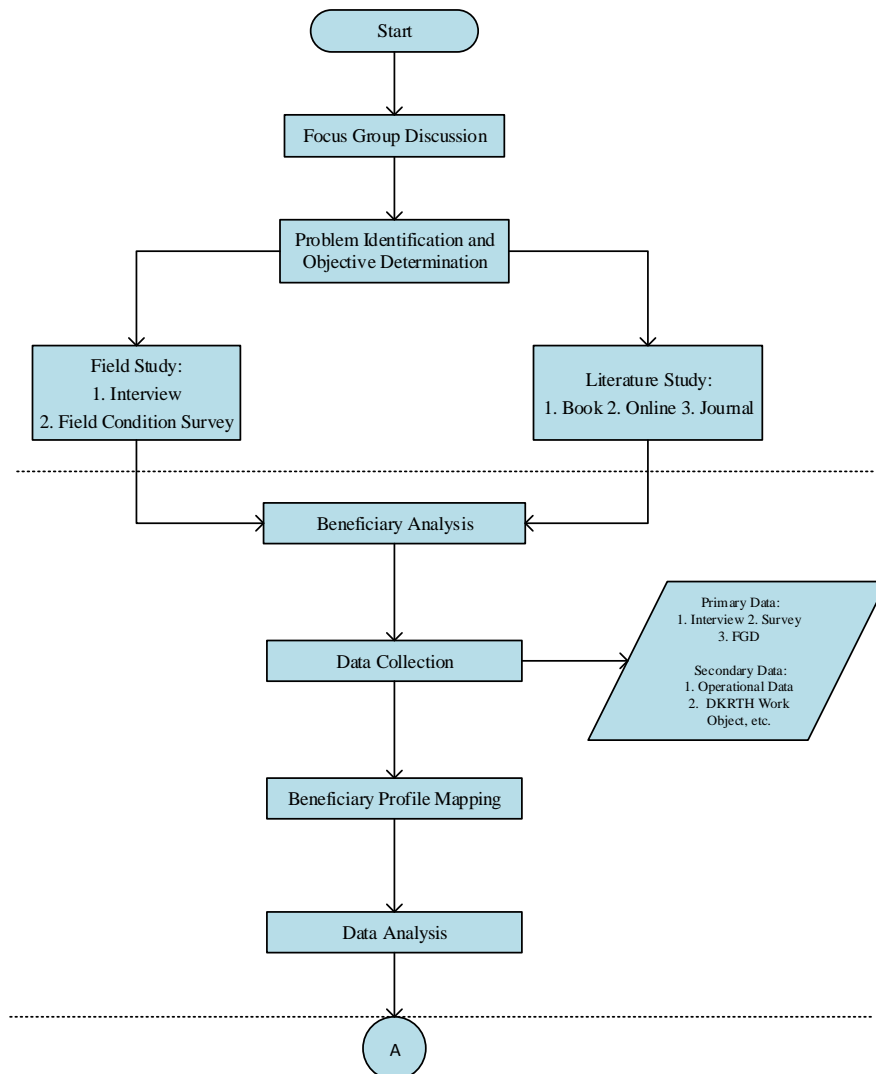 Start
Focus Group Discussion
Problem Identification and
Objective Determination
Field Study:
1. Interview
2. Field Condition Survey
Literature Study:
1. Book 2. Online 3. Journal
Beneficiary Analysis
Data Collection
Primary Data:
1. Interview 2. Survey
3. FGD
Secondary Data:
1. Operational Data
2. DKRTH Work
Object, etc.
Beneficiary Profile Mapping
Data Analysis
A